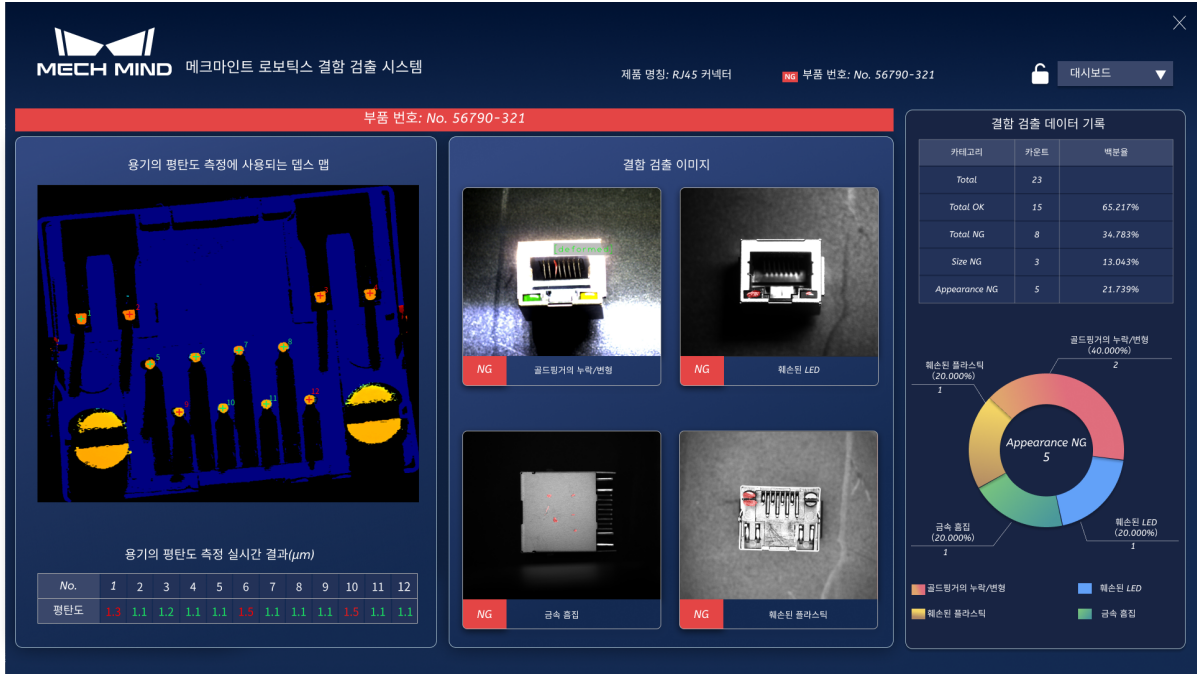 MECH MIND
메크마인트 로보틱스 결함 검출 시스템
제품 명칭: RJ45 커넥터
NG 부품 번호: No. 56790-321
대시보드
부품 번호: No. 56790-321
용기의 평탄도 측정에 사용되는 뎁스 맵
1
2
3
4
5
6
7
8
9
10
11
12
용기의 평탄도 측정 실시간 결과(μm)
No. 1 2 3 4 5 6 7 8 9 10 11 12
평탄도 1.3 1.1 1.2 1.1 1.1 1.5 1.1 1.1 1.1 1.5 1.1 1.1
결함 검출 이미지
deformed
NG 골드핑거의 누락/변형
NG 훼손된 LED
NG 금속 흠집
NG 훼손된 플라스틱
결함 검출 데이터 기록
카테고리 카운트 백분율
Total 23
Total OK 15 65.217%
Total NG 8 34.783%
Size NG 3 13.043%
Appearance NG 5 21.739%
골드핑거의 누락/변형
(40.000%)
2
훼손된 플라스틱
(20.000%)
1
Appearance NG
5
금속 흠집
(20.000%)
1
훼손된 LED
(20.000%)
1
골드핑거의 누락/변형
훼손된 LED
훼손된 플라스틱
금속 흠집